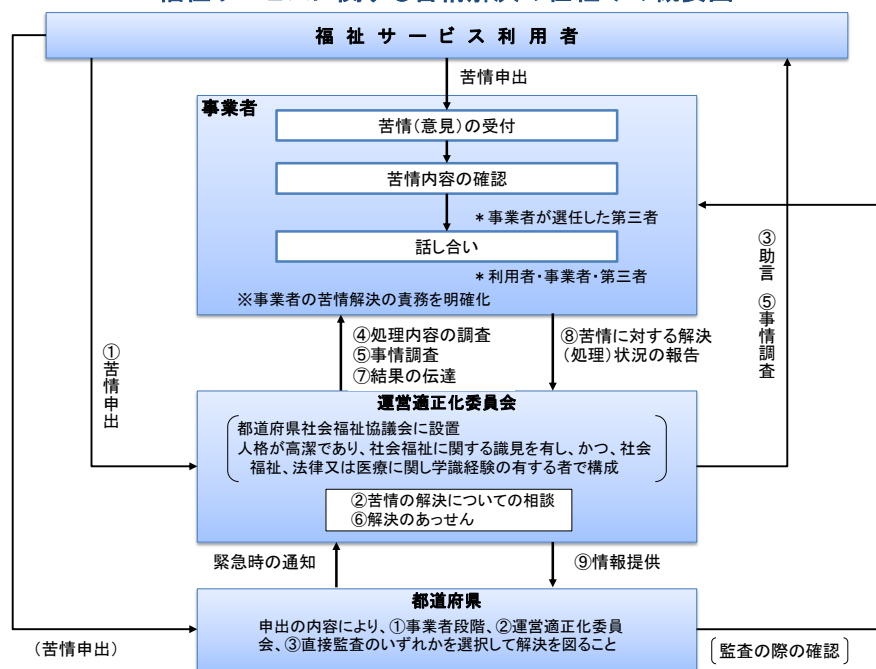 福 祉 サ ー ビ ス 利 用 者
苦情申出
事業者
苦情(意見)の受付
苦情内容の確認
＊事業者が選任した第三者
話し合い
＊利用者・事業者・第三者
※事業者の苦情解決の責務を明確化
①苦情申出
④処理内容の調査
⑤事情調査
⑦結果の伝達
⑧苦情に対する解決
(処理)状況の報告
③助言 ⑤事情調査
運営適正化委員会
都道府県社会福祉協議会に設置
人格が高潔であり、社会福祉に関する識見を有し、かつ、社会
福祉、法律又は医療に関し学識経験の有する者で構成
②苦情の解決についての相談
⑥解決のあっせん
緊急時の通知
⑨情報提供
都道府県
申出の内容により、①事業者段階、②運営適正化委員
会、③直接監査のいずれかを選択して解決を図ること
(苦情申出)
監査の際の確認